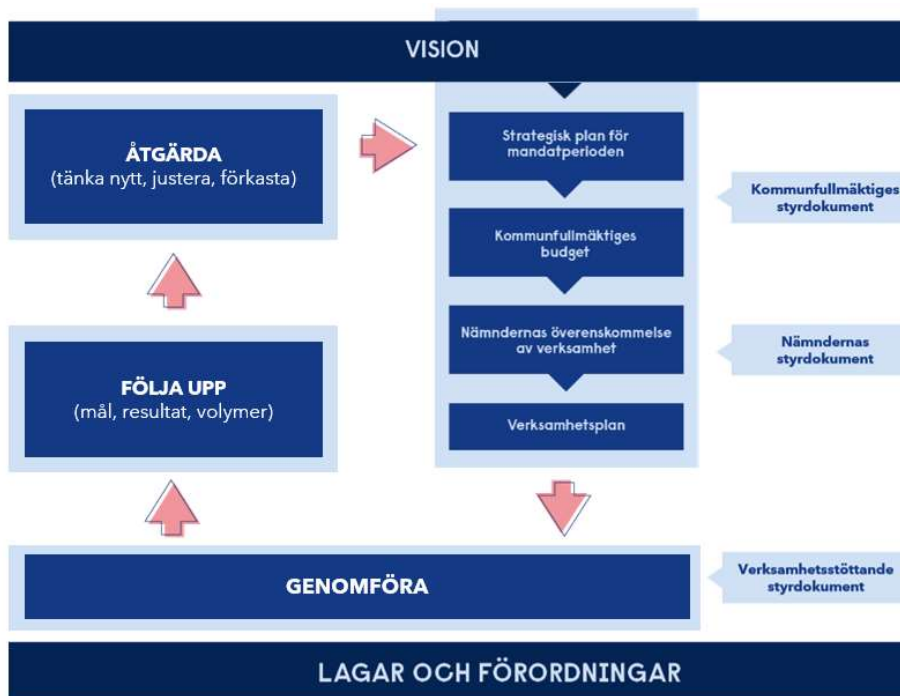 VISION
ÅTGÄRDA
(tänka nytt, justera, förkasta)
Strategisk plan för
mandatperioden
Kommunfullmäktiges
styrdokument
Kommunfullmäktiges
budget
Nämndernas överenskommelse
av verksamhet
Nämndernas
styrdokument
FÖLJA UPP
(mål, resultat, volymer)
Verksamhetsplan
GENOMFÖRA
Verksamhetsstöttande
styrdokument
LAGAR OCH FÖRORDNINGAR